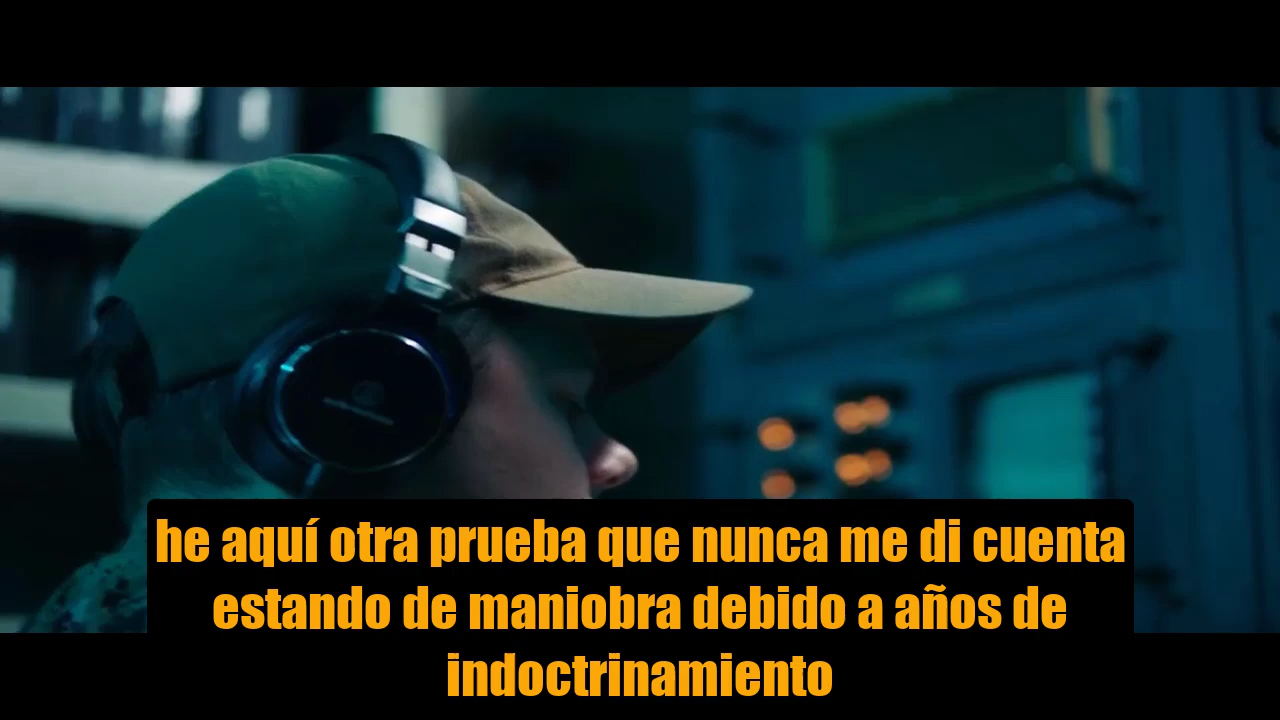 he aquí otra prueba que nunca me di cuenta
estando de maniobra debido a años de
indoctrinamiento